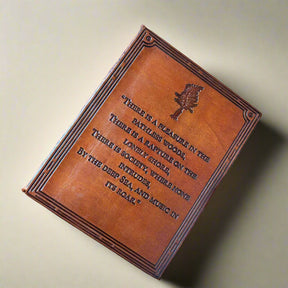 "There is a pleasure in the
pathless woods,
There is a rapture on the
lonely shore,
There is society, where none
intrudes,
By the deep Sea, and music in
its roar."